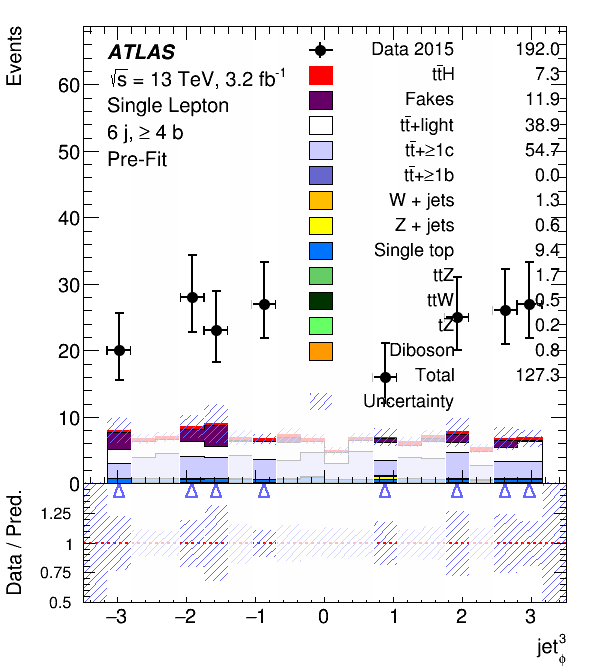 Events
ATLAS
√s = 13 TeV, 3.2 fb⁻¹
Single Lepton
6 j, ≥ 4 b
Pre-Fit
Data 2015 192.0
tt̄H 7.3
Fakes 11.9
tt̄+light 38.9
tt̄+≥1c 54.7
tt̄+≥1b 0.0
W + jets 1.3
Z + jets 0.6
Single top 9.4
ttZ 1.7
ttW 0.5
tZ 0.2
Diboson 0.8
Total 127.3
Uncertainty
60
50
40
30
20
10
0
Data / Pred.
1.25
1
0.75
0.5
−3 −2 −1 0 1 2 3
jet³ϕ